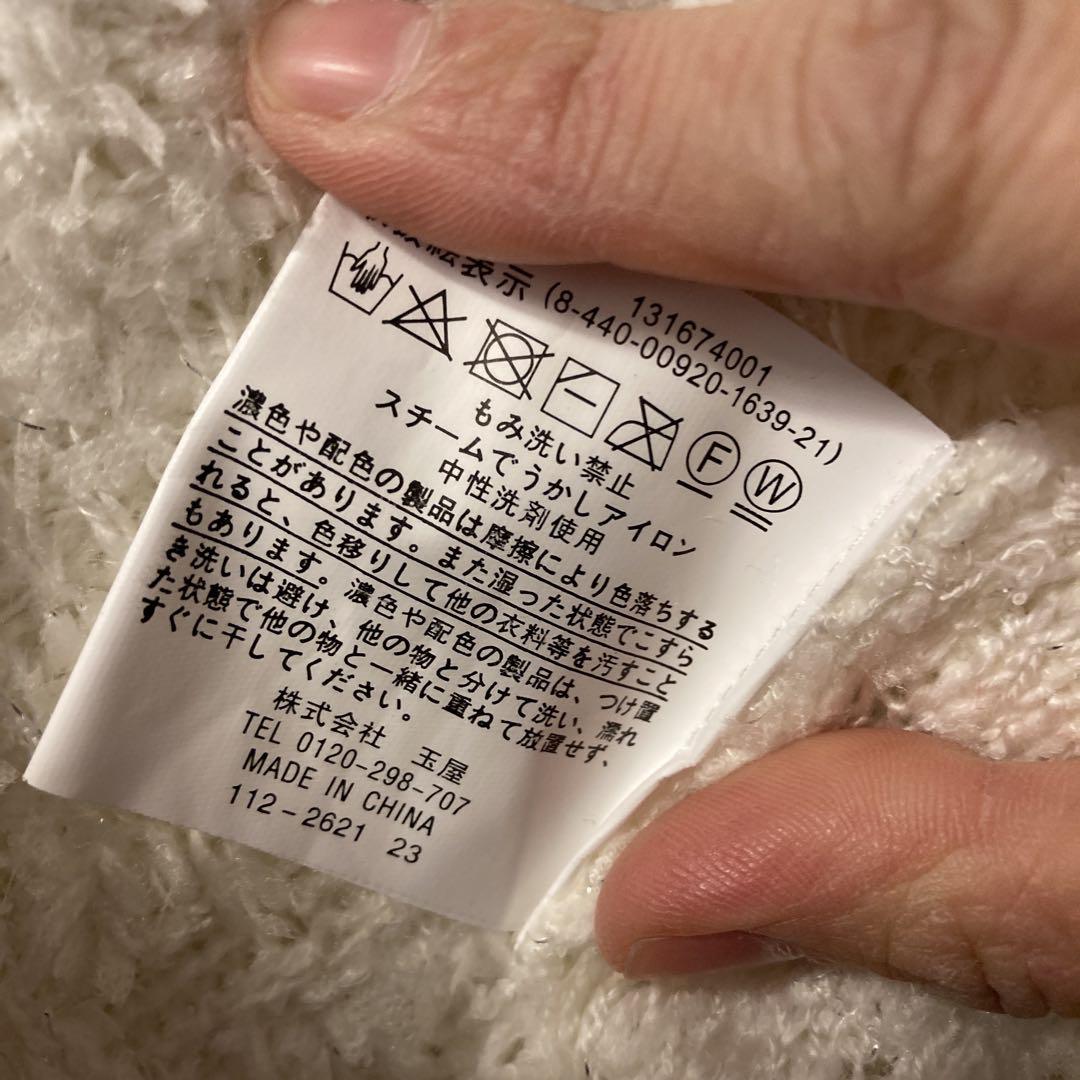 131674001
絵表示 (8-440-00920-1639-21)
F W
もみ洗い禁止
スチームでうかしアイロン
中性洗剤使用
濃色や配色の製品は摩擦により色落ちする
ことがあります。また湿った状態でこすら
れると、色移りして他の衣料等を汚すこと
もあります。濃色や配色の製品は、つけ置
き洗いは避け、他の物と分けて洗い、濡れ
た状態で他の物と一緒に重ねて放置せず、
すぐに干してください。
株式会社 玉屋
TEL 0120-298-707
MADE IN CHINA
112-2621 23